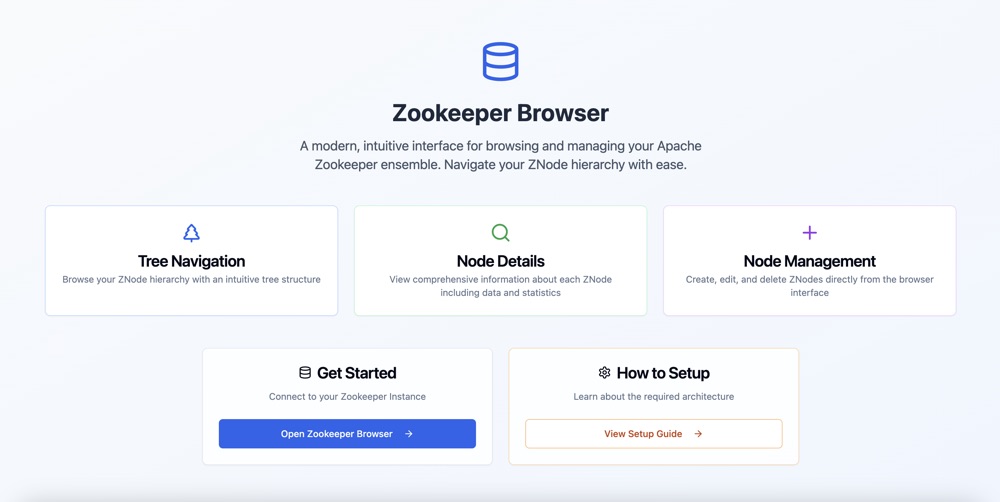 Zookeeper Browser
A modern, intuitive interface for browsing and managing your Apache
Zookeeper ensemble. Navigate your ZNode hierarchy with ease.
Tree Navigation
Browse your ZNode hierarchy with an intuitive tree structure
Node Details
View comprehensive information about each ZNode
including data and statistics
Node Management
Create, edit, and delete ZNodes directly from the browser
interface
Get Started
Connect to your Zookeeper Instance
Open Zookeeper Browser
How to Setup
Learn about the required architecture
View Setup Guide